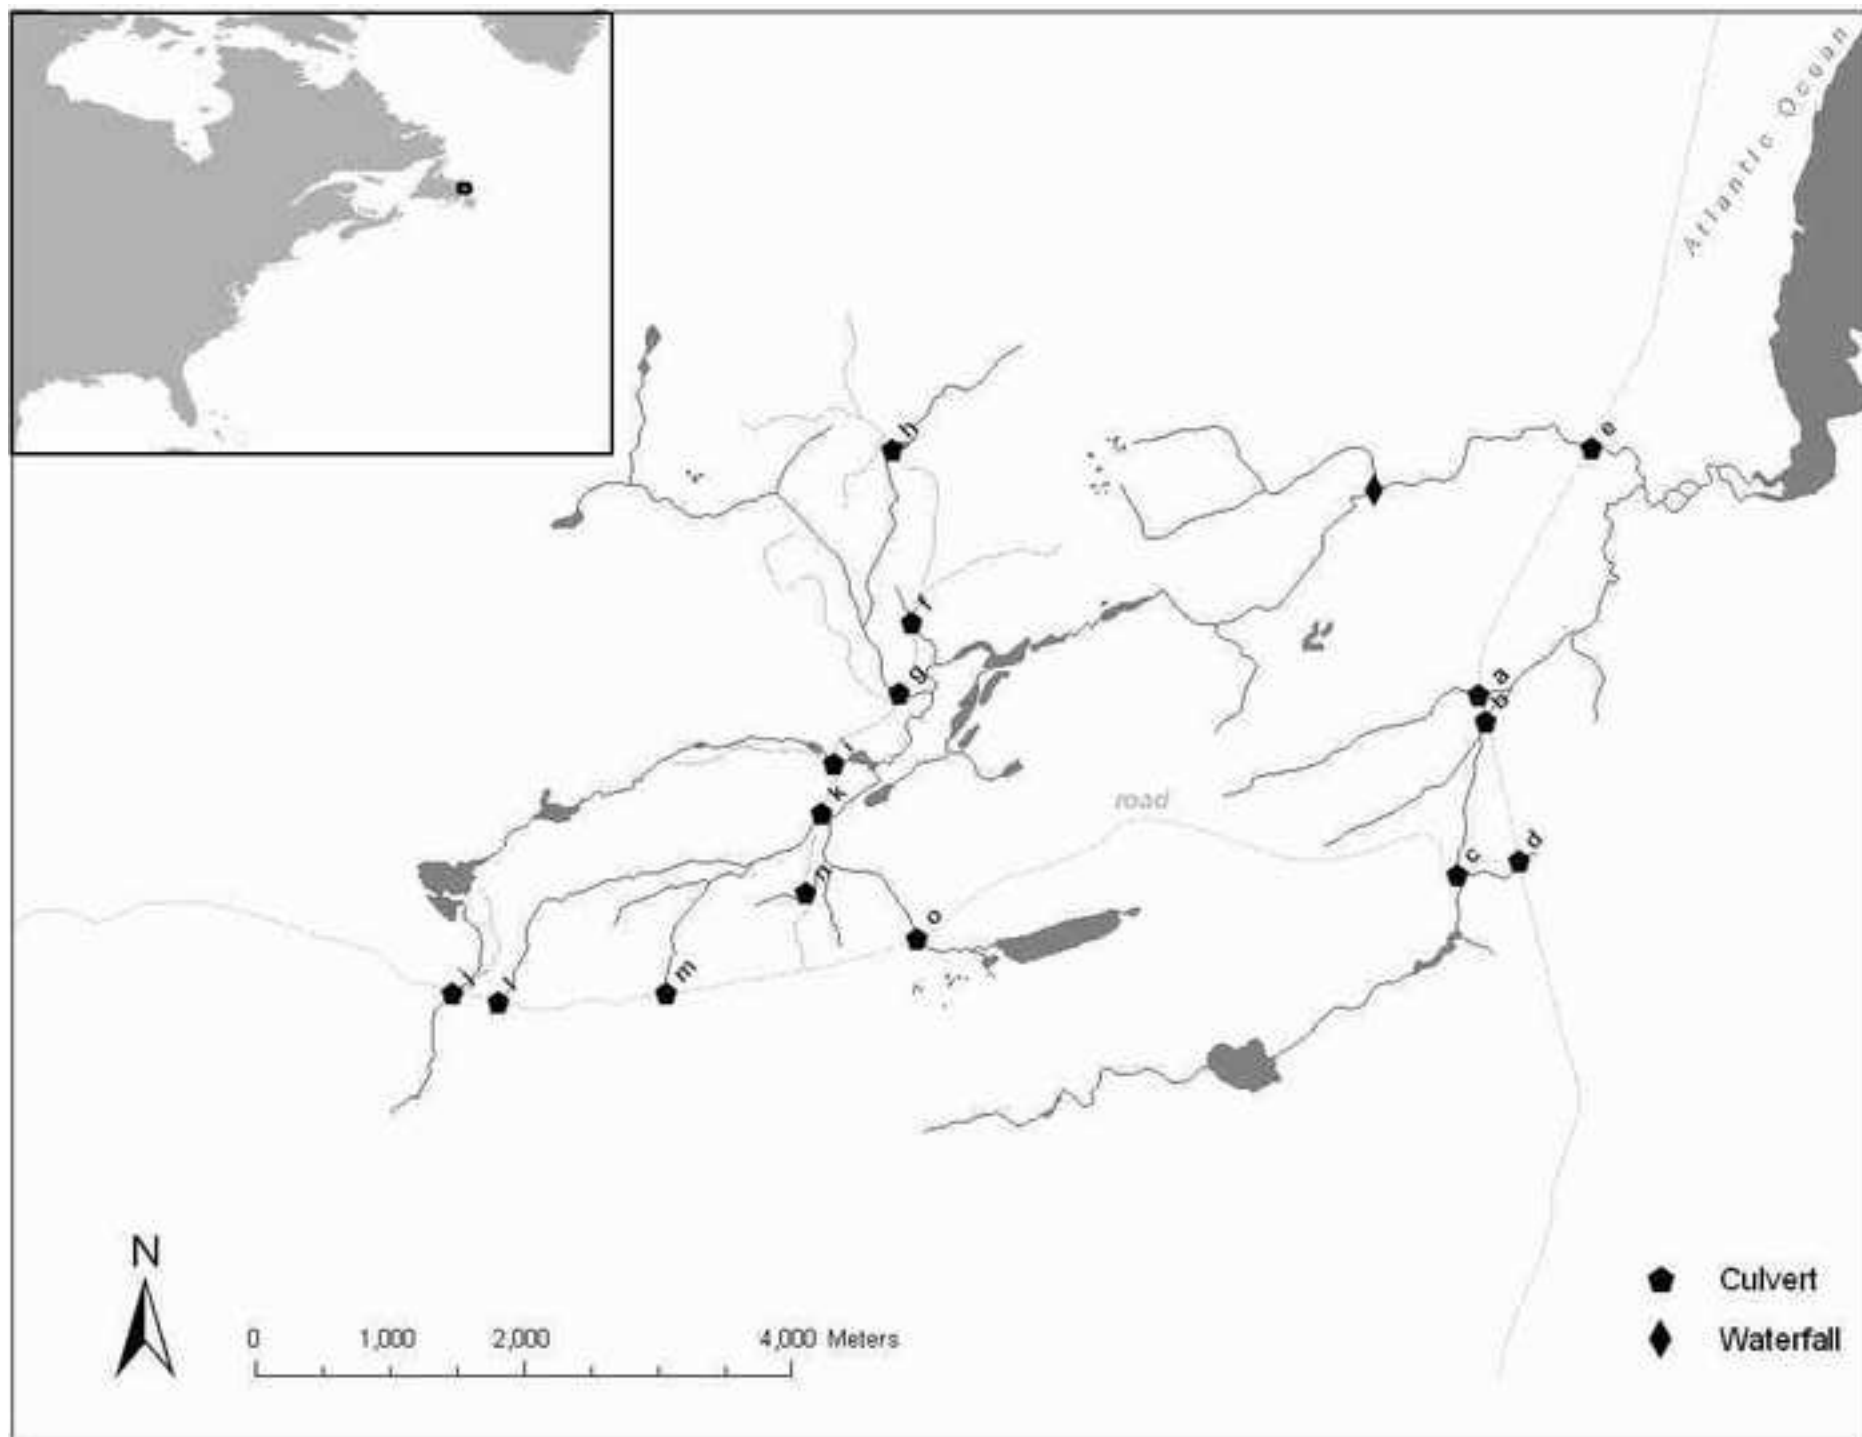 Atlantic Ocean
h
e
f
g
a
b
i
k
road
d
c
n
o
j
l
m
N
0 1,000 2,000 4,000 Meters
Culvert
Waterfall